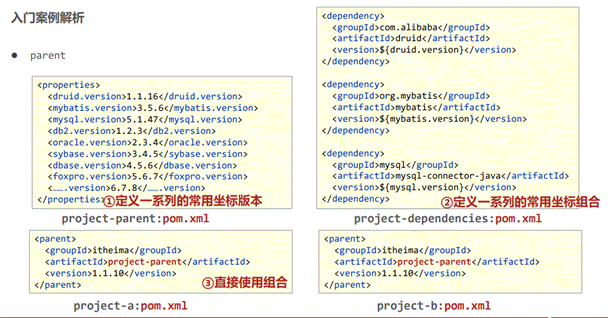 入门案例解析
● parent
<properties>
<druid.version>1.1.16</druid.version>
<mybatis.version>3.5.6</mybatis.version>
<mysql.version>5.1.47</mysql.version>
<db2.version>1.2.3</db2.version>
<oracle.version>2.3.4</oracle.version>
<sybase.version>3.4.5</sybase.version>
<dbase.version>4.5.6</dbase.version>
<foxpro.version>5.6.7</foxpro.version>
<…….version>6.7.8</……version>
</properties>
①定义一系列的常用坐标版本
project-parent:pom.xml
<dependency>
<groupId>com.alibaba</groupId>
<artifactId>druid</artifactId>
<version>${druid.version}</version>
</dependency>
<dependency>
<groupId>org.mybatis</groupId>
<artifactId>mybatis</artifactId>
<version>${mybatis.version}</version>
</dependency>
<dependency>
<groupId>mysql</groupId>
<artifactId>mysql-connector-java</artifactId>
<version>${mysql.version}</version>
</dependency>
②定义一系列的常用坐标组合
project-dependencies:pom.xml
<parent>
<groupId>itheima</groupId>
<artifactId>project-parent</artifactId>
<version>1.1.10</version>
</parent>
③直接使用组合
project-a:pom.xml
<parent>
<groupId>itheima</groupId>
<artifactId>project-parent</artifactId>
<version>1.1.10</version>
</parent>
project-b:pom.xml